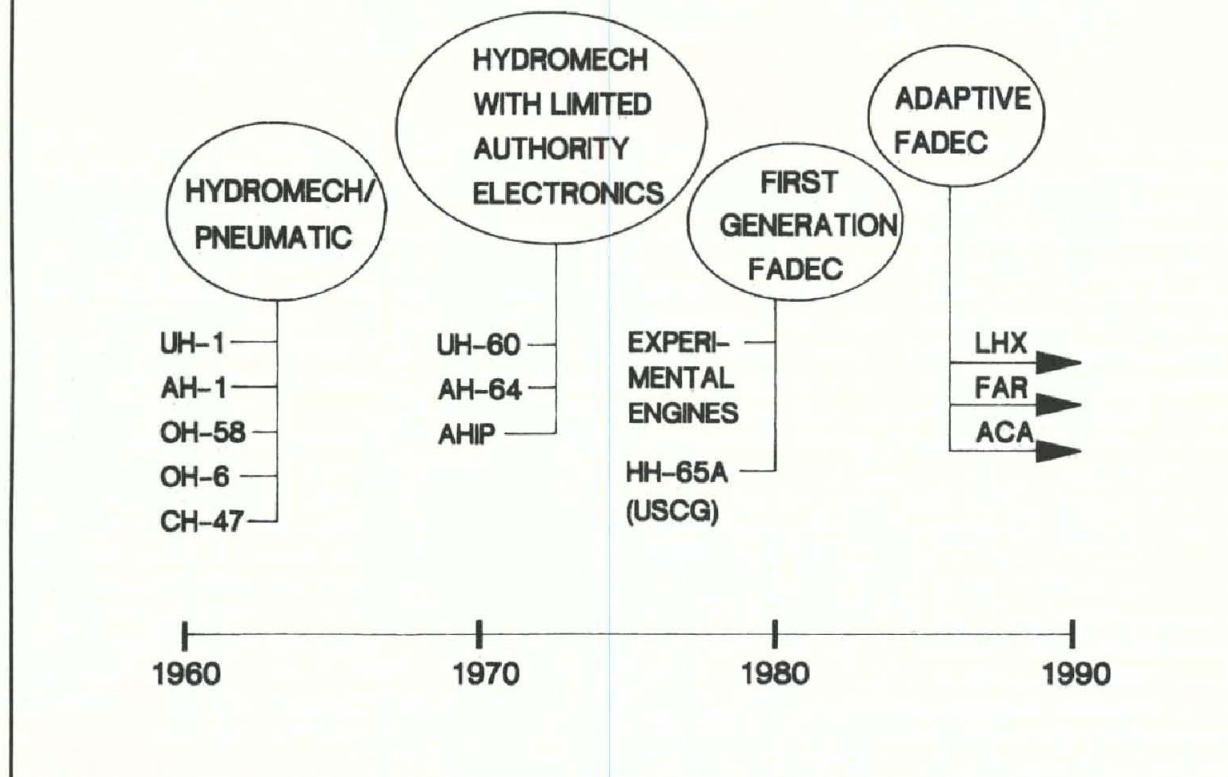 HYDROMECH/
PNEUMATIC
UH-1
AH-1
OH-58
OH-6
CH-47
HYDROMECH
WITH LIMITED
AUTHORITY
ELECTRONICS
UH-60
AH-64
AHIP
FIRST
GENERATION
FADEC
EXPERI-
MENTAL
ENGINES
HH-65A
(USCG)
ADAPTIVE
FADEC
LHX
FAR
ACA
1960
1970
1980
1990